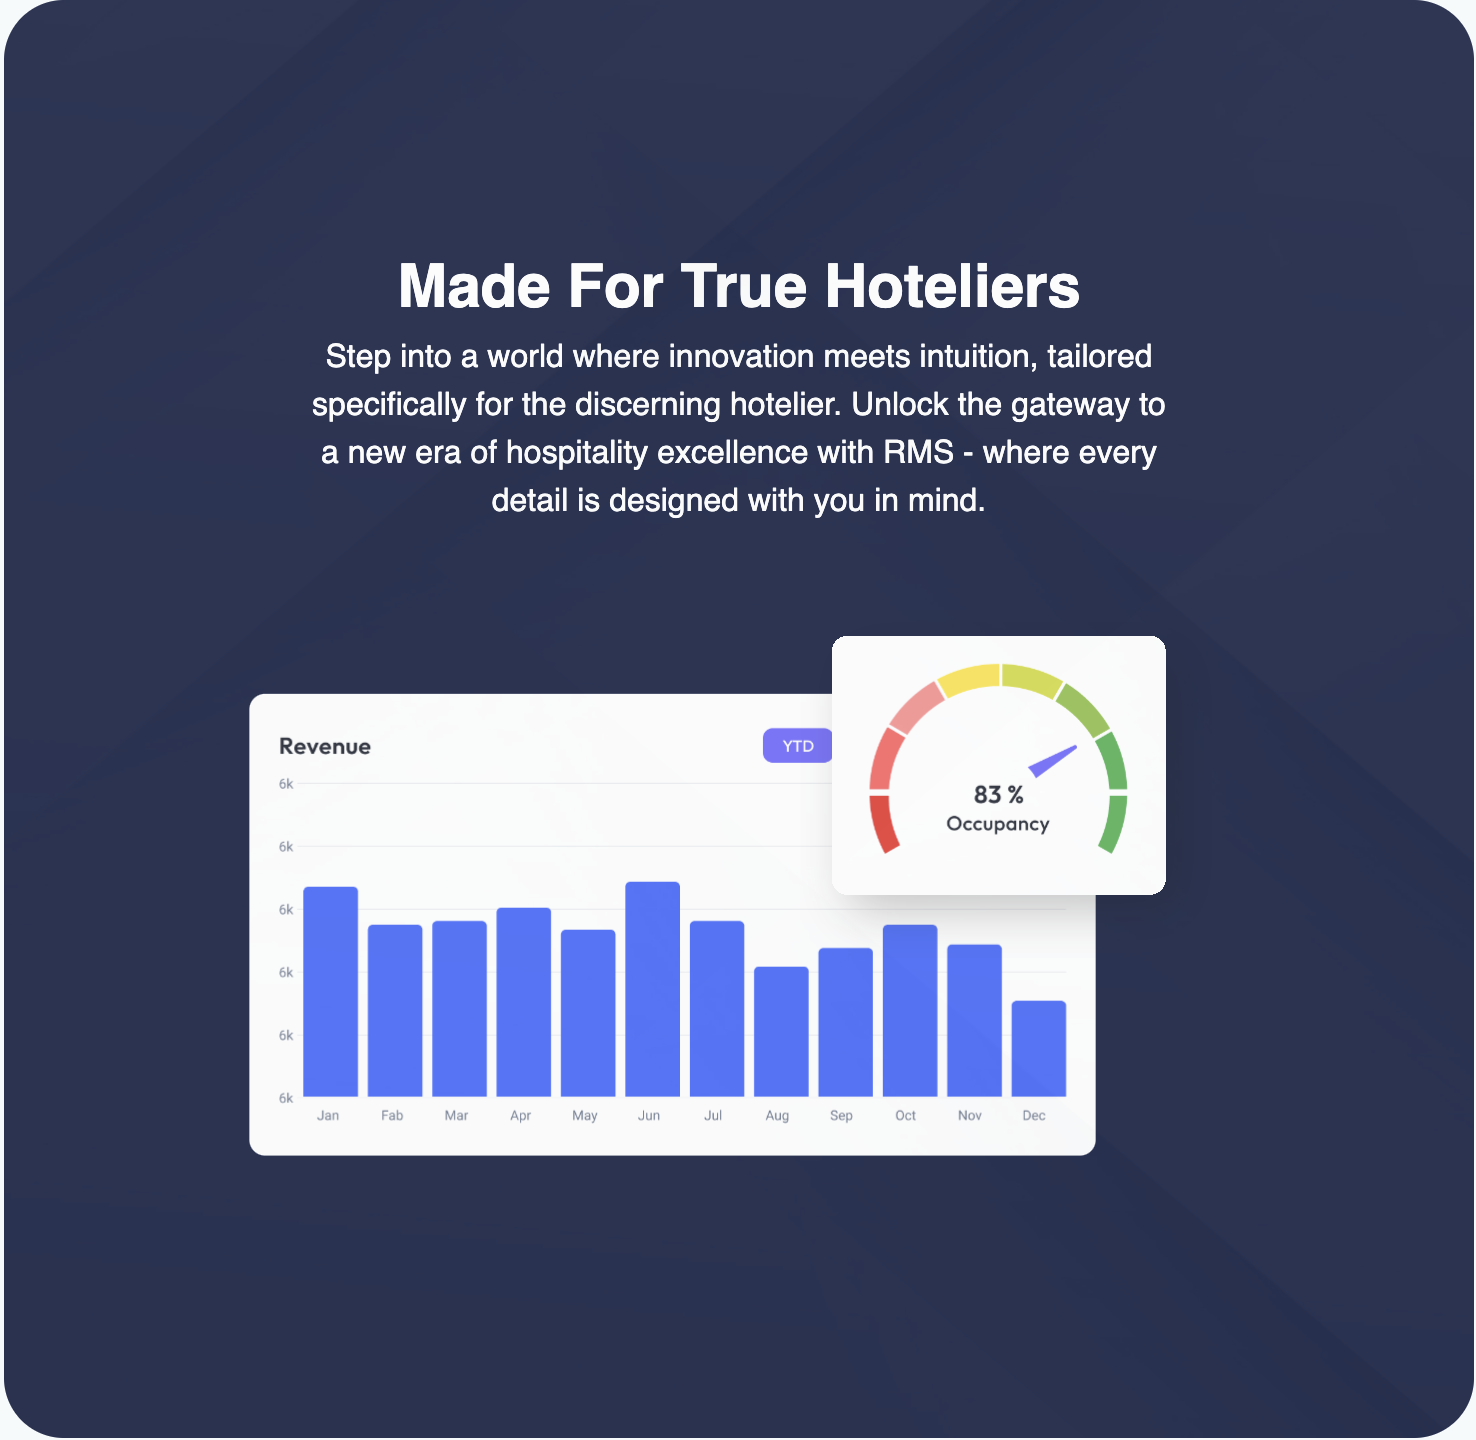 Made For True Hoteliers
Step into a world where innovation meets intuition, tailored
specifically for the discerning hotelier. Unlock the gateway to
a new era of hospitality excellence with RMS - where every
detail is designed with you in mind.
Revenue
YTD
83 %
Occupancy
6k
6k
6k
6k
6k
6k
Jan Fab Mar Apr May Jun Jul Aug Sep Oct Nov Dec